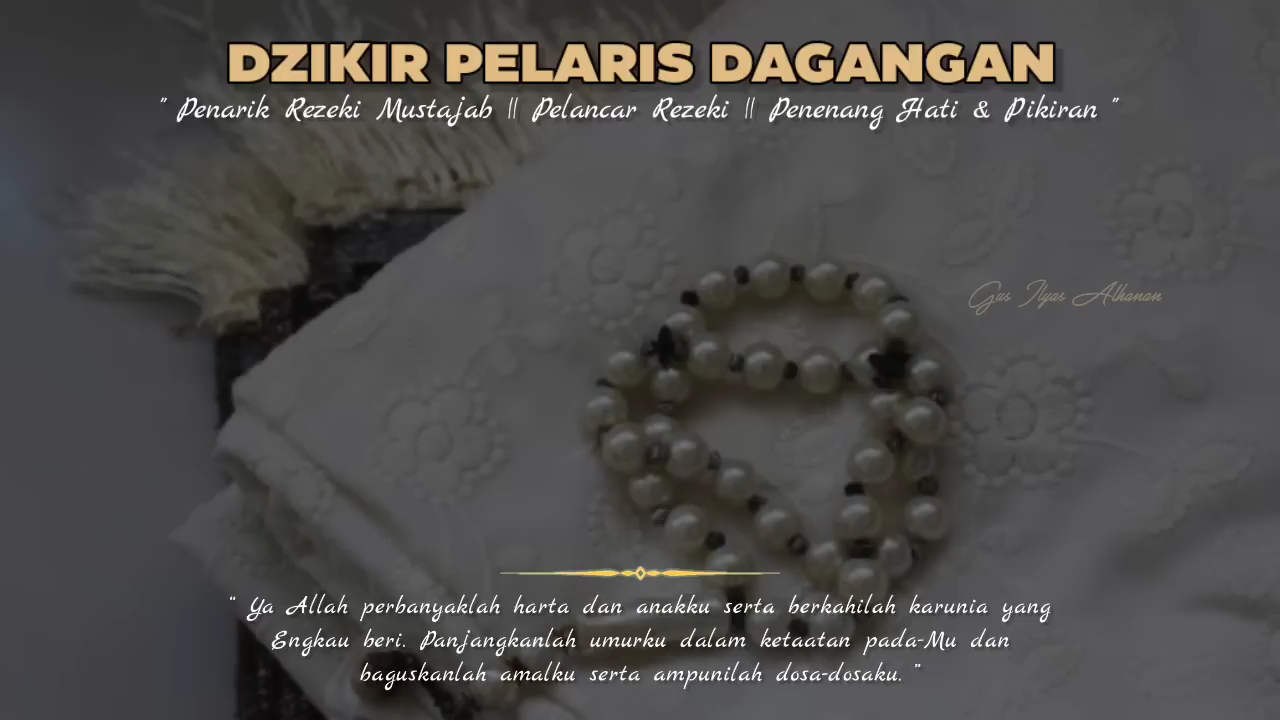 DZIKIR PELARIS DAGANGAN
" Penarik Rezeki Mustajab || Pelancar Rezeki || Penenang Hati & Pikiran "
Gus Ilyas Alhanan
" Ya Allah perbanyaklah harta dan anakku serta berkahilah karunia yang
Engkau beri. Panjangkanlah umurku dalam ketaatan pada-Mu dan
baguskanlah amalku serta ampunilah dosa-dosaku. "